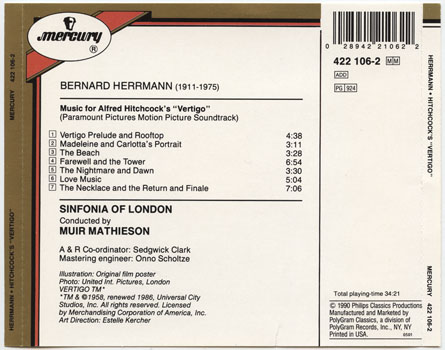 mercury
®
BERNARD HERRMANN (1911-1975)
Music for Alfred Hitchcock's "Vertigo"
(Paramount Pictures Motion Picture Soundtrack)
1 Vertigo Prelude and Rooftop 4:38
2 Madeleine and Carlotta's Portrait 3:11
3 The Beach 3:28
4 Farewell and the Tower 6:54
5 The Nightmare and Dawn 3:30
6 Love Music 5:04
7 The Necklace and the Return and Finale 7:06
SINFONIA OF LONDON
Conducted by
MUIR MATHIESON
A & R Co-ordinator: Sedgwick Clark
Mastering engineer: Onno Scholtze
Illustration: Original film poster
Photo: United Int. Pictures, London
VERTIGO TM*
*TM & ©1958, renewed 1986, Universal City
Studios, Inc. All rights reserved. Licensed
by Merchandising Corporation of America, Inc.
Art Direction: Estelle Kercher
0 28942 21062 2
422 106-2 MM
ADD
PG 924
Total playing-time 34:21
© 1990 Philips Classics Productions
Manufactured and Marketed by
PolyGram Classics, a division of
PolyGram Records, Inc., NY, NY
Printed in USA.
HERRMANN • HITCHCOCK'S "VERTIGO" MERCURY 422 106-2
HERRMANN • HITCHCOCK'S "VERTIGO" MERCURY 422 106-2